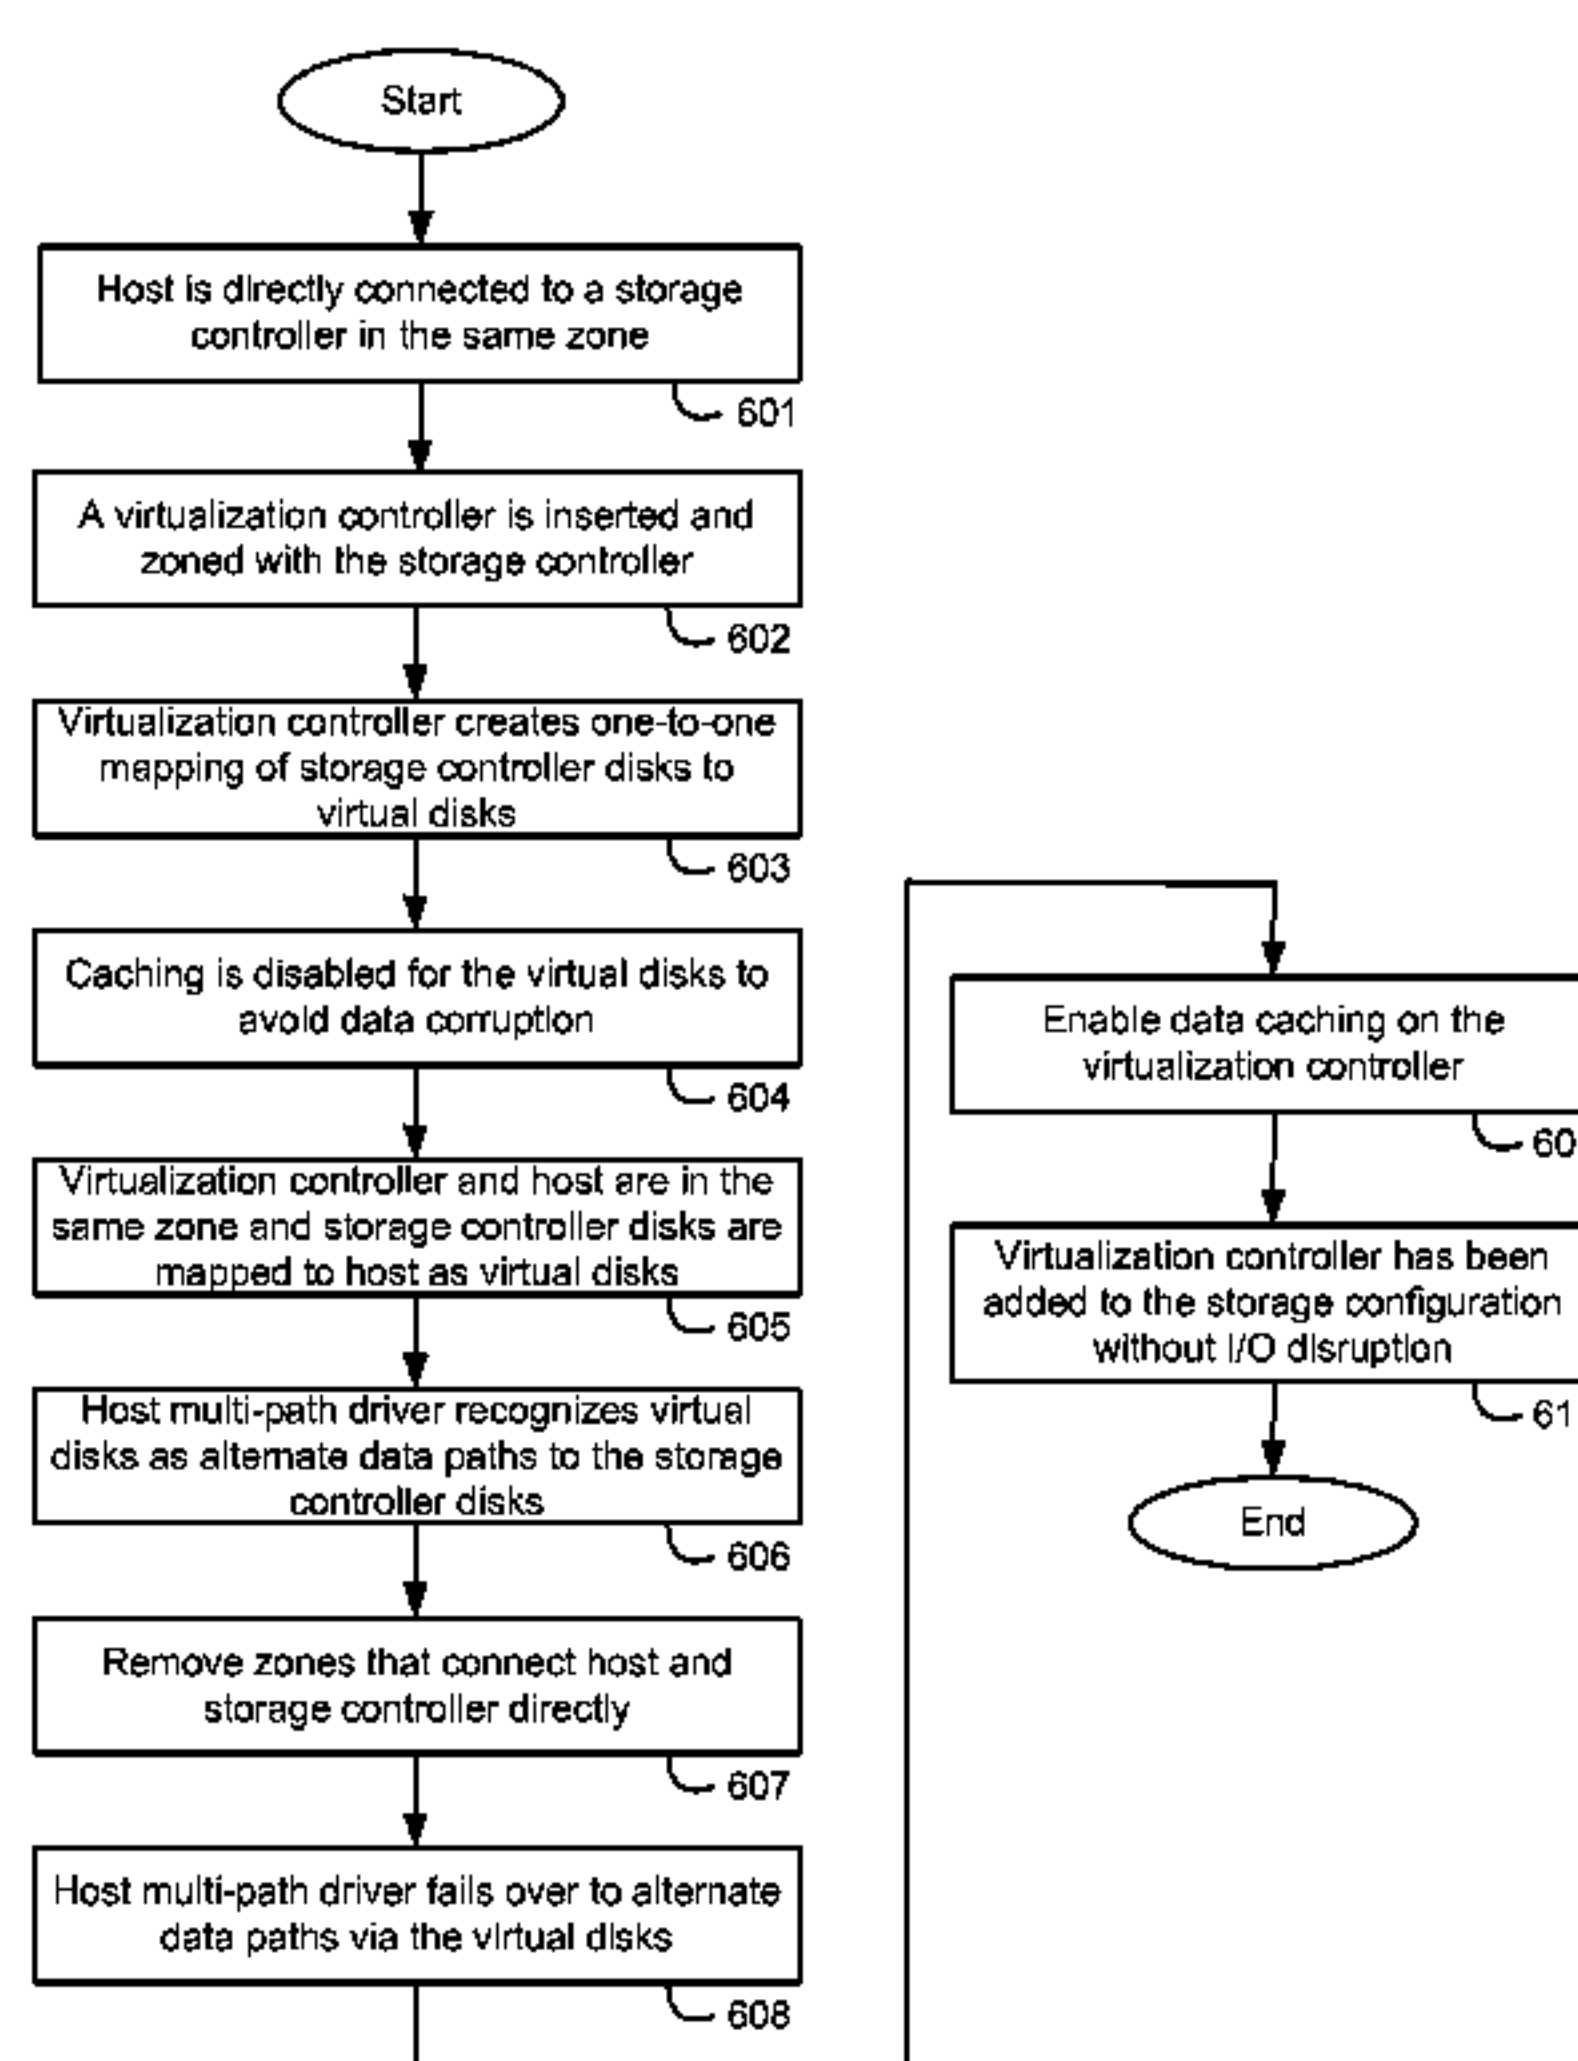 Start
Host is directly connected to a storage
controller in the same zone
601
A virtualization controller is inserted and
zoned with the storage controller
602
Virtualization controller creates one-to-one
mapping of storage controller disks to
virtual disks
603
Caching is disabled for the virtual disks to
avoid data corruption
604
Virtualization controller and host are in the
same zone and storage controller disks are
mapped to host as virtual disks
605
Host multi-path driver recognizes virtual
disks as alternate data paths to the storage
controller disks
606
Remove zones that connect host and
storage controller directly
607
Host multi-path driver fails over to alternate
data paths via the virtual disks
608
Enable data caching on the
virtualization controller
60
Virtualization controller has been
added to the storage configuration
without I/O disruption
61
End